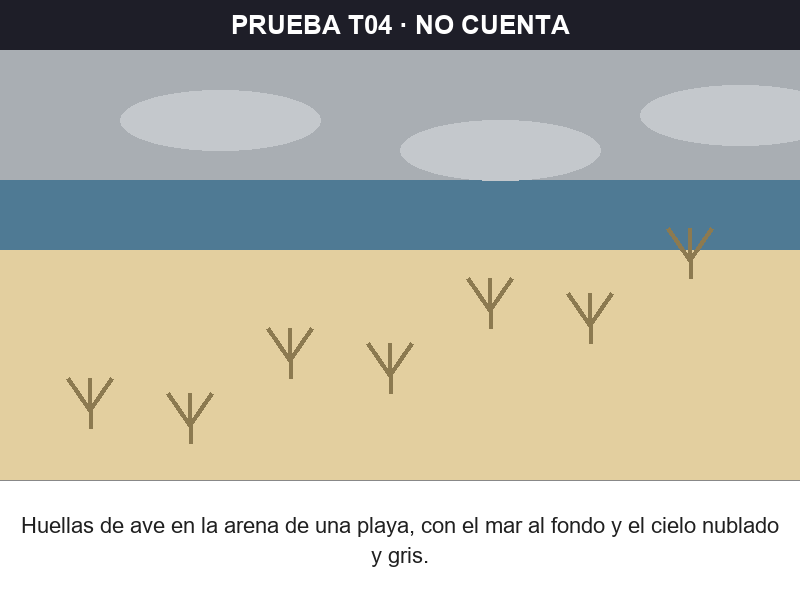 PRUEBA T04 · NO CUENTA
Huellas de ave en la arena de una playa, con el mar al fondo y el cielo nublado
y gris.